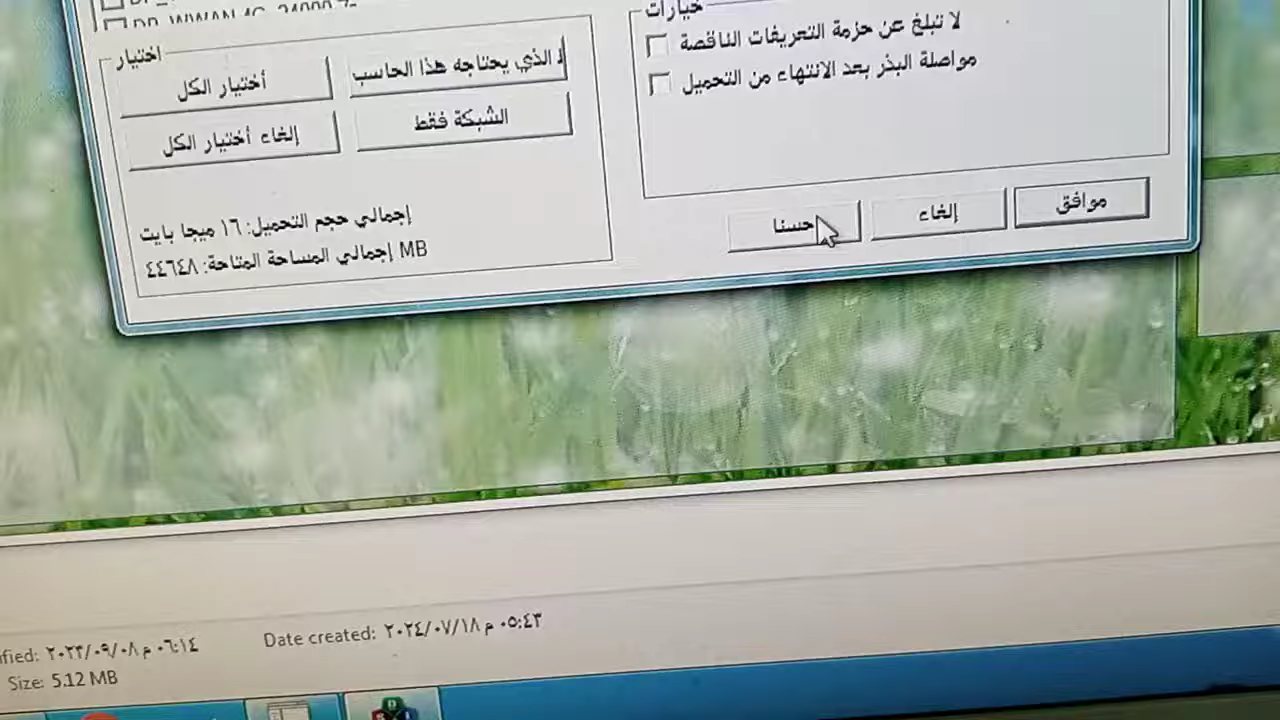 DP_WWAN_4G_24000.7z
اختيار
أختيار الكل
الذي يحتاجه هذا الحاسب
إلغاء أختيار الكل
الشبكة فقط
إجمالي حجم التحميل: ١٦ ميجا بايت
إجمالي المساحة المتاحة: ٤٤٦٤٨ MB
خيارات
لا تبلغ عن حزمة التعريفات الناقصة
مواصلة البذر بعد الانتهاء من التحميل
موافق
إلغاء
حسنا
Date created: ٢٠٢٤/٠٧/١٨ م ٠٥:٤٣
Size: 5.12 MB